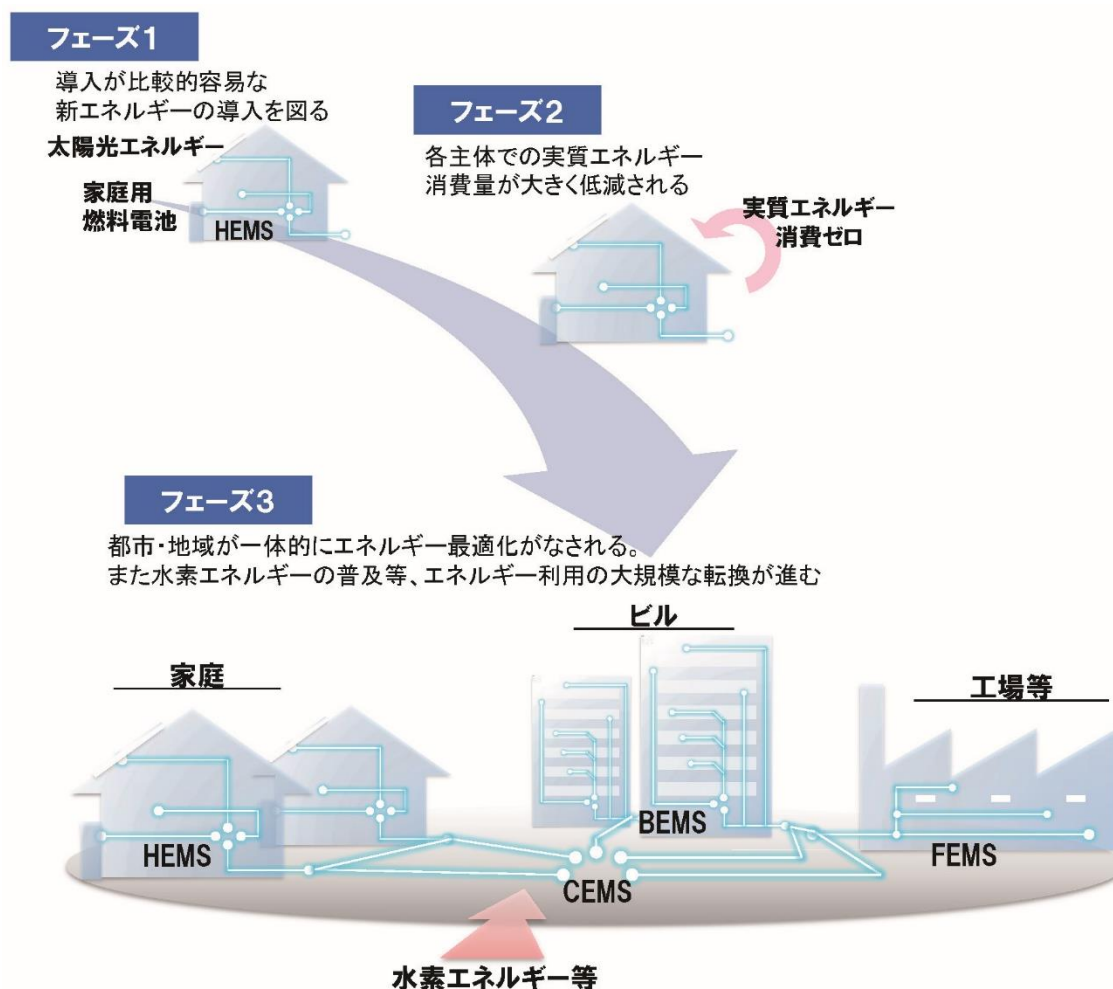 フェーズ1
導入が比較的容易な
新エネルギーの導入を図る
太陽光エネルギー
家庭用
燃料電池
HEMS
フェーズ2
各主体での実質エネルギー
消費量が大きく低減される
実質エネルギー
消費ゼロ
フェーズ3
都市・地域が一体的にエネルギー最適化がなされる。
また水素エネルギーの普及等、エネルギー利用の大規模な転換が進む
家庭
ビル
工場等
HEMS
BEMS
FEMS
CEMS
水素エネルギー等